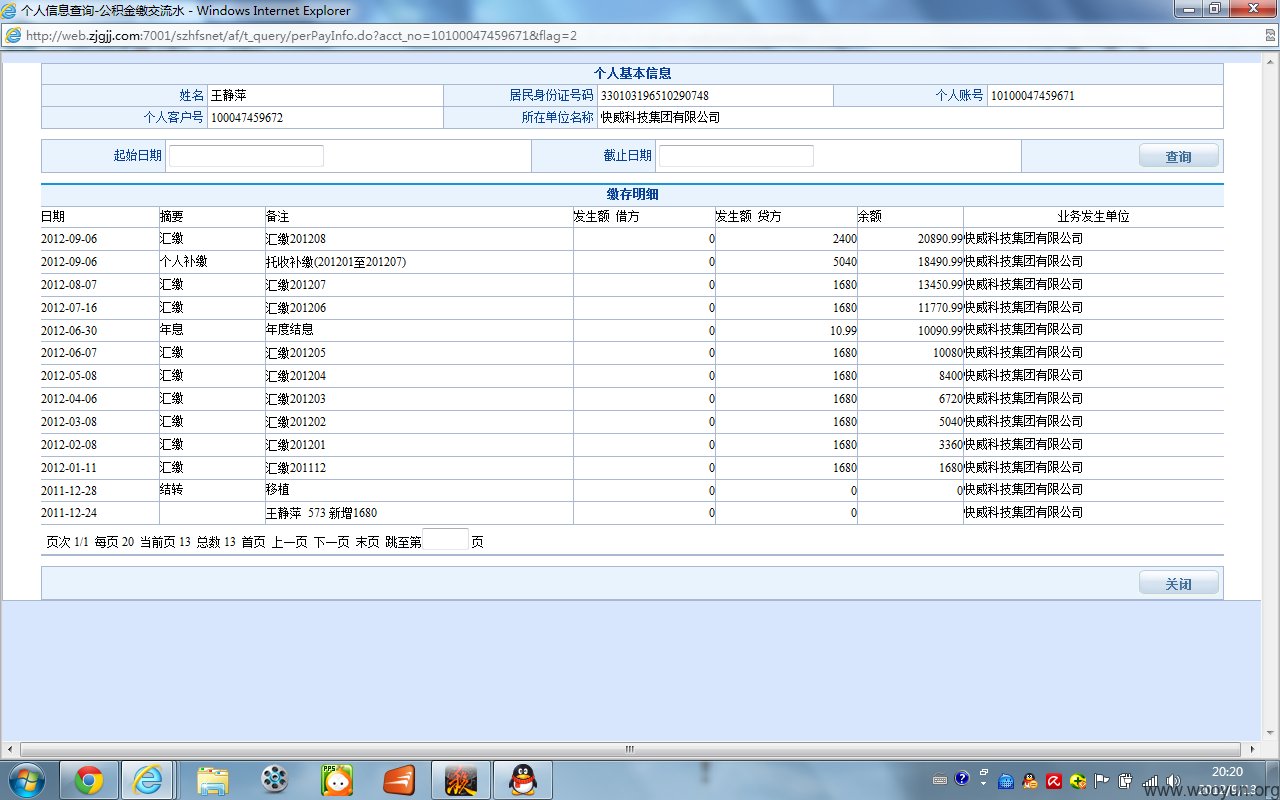 个人信息查询-公积金缴交流水 - Windows Internet Explorer
http://web.zjgjj.com:7001/szhfsnet/af/t_query/perPayInfo.do?acct_no=10100047459671&flag=2
个人基本信息
姓名 王静萍 居民身份证号码 330103196510290748 个人账号 10100047459671
个人客户号 100047459672 所在单位名称 快威科技集团有限公司
起始日期 截止日期 查询
缴存明细
日期 摘要 备注 发生额 借方 发生额 贷方 余额 业务发生单位
2012-09-06 汇缴 汇缴201208 0 2400 20890.99 快威科技集团有限公司
2012-09-06 个人补缴 托收补缴(201201至201207) 0 5040 18490.99 快威科技集团有限公司
2012-08-07 汇缴 汇缴201207 0 1680 13450.99 快威科技集团有限公司
2012-07-16 汇缴 汇缴201206 0 1680 11770.99 快威科技集团有限公司
2012-06-30 年息 年度结息 0 10.99 10090.99 快威科技集团有限公司
2012-06-07 汇缴 汇缴201205 0 1680 10080 快威科技集团有限公司
2012-05-08 汇缴 汇缴201204 0 1680 8400 快威科技集团有限公司
2012-04-06 汇缴 汇缴201203 0 1680 6720 快威科技集团有限公司
2012-03-08 汇缴 汇缴201202 0 1680 5040 快威科技集团有限公司
2012-02-08 汇缴 汇缴201201 0 1680 3360 快威科技集团有限公司
2012-01-11 汇缴 汇缴201112 0 1680 1680 快威科技集团有限公司
2011-12-28 结转 移植 0 0 0 快威科技集团有限公司
2011-12-24 王静萍 573 新增1680 0 0 快威科技集团有限公司
页次 1/1 每页 20 当前页 13 总数 13 首页 上一页 下一页 末页 跳至第 页
关闭
PPS
20:20